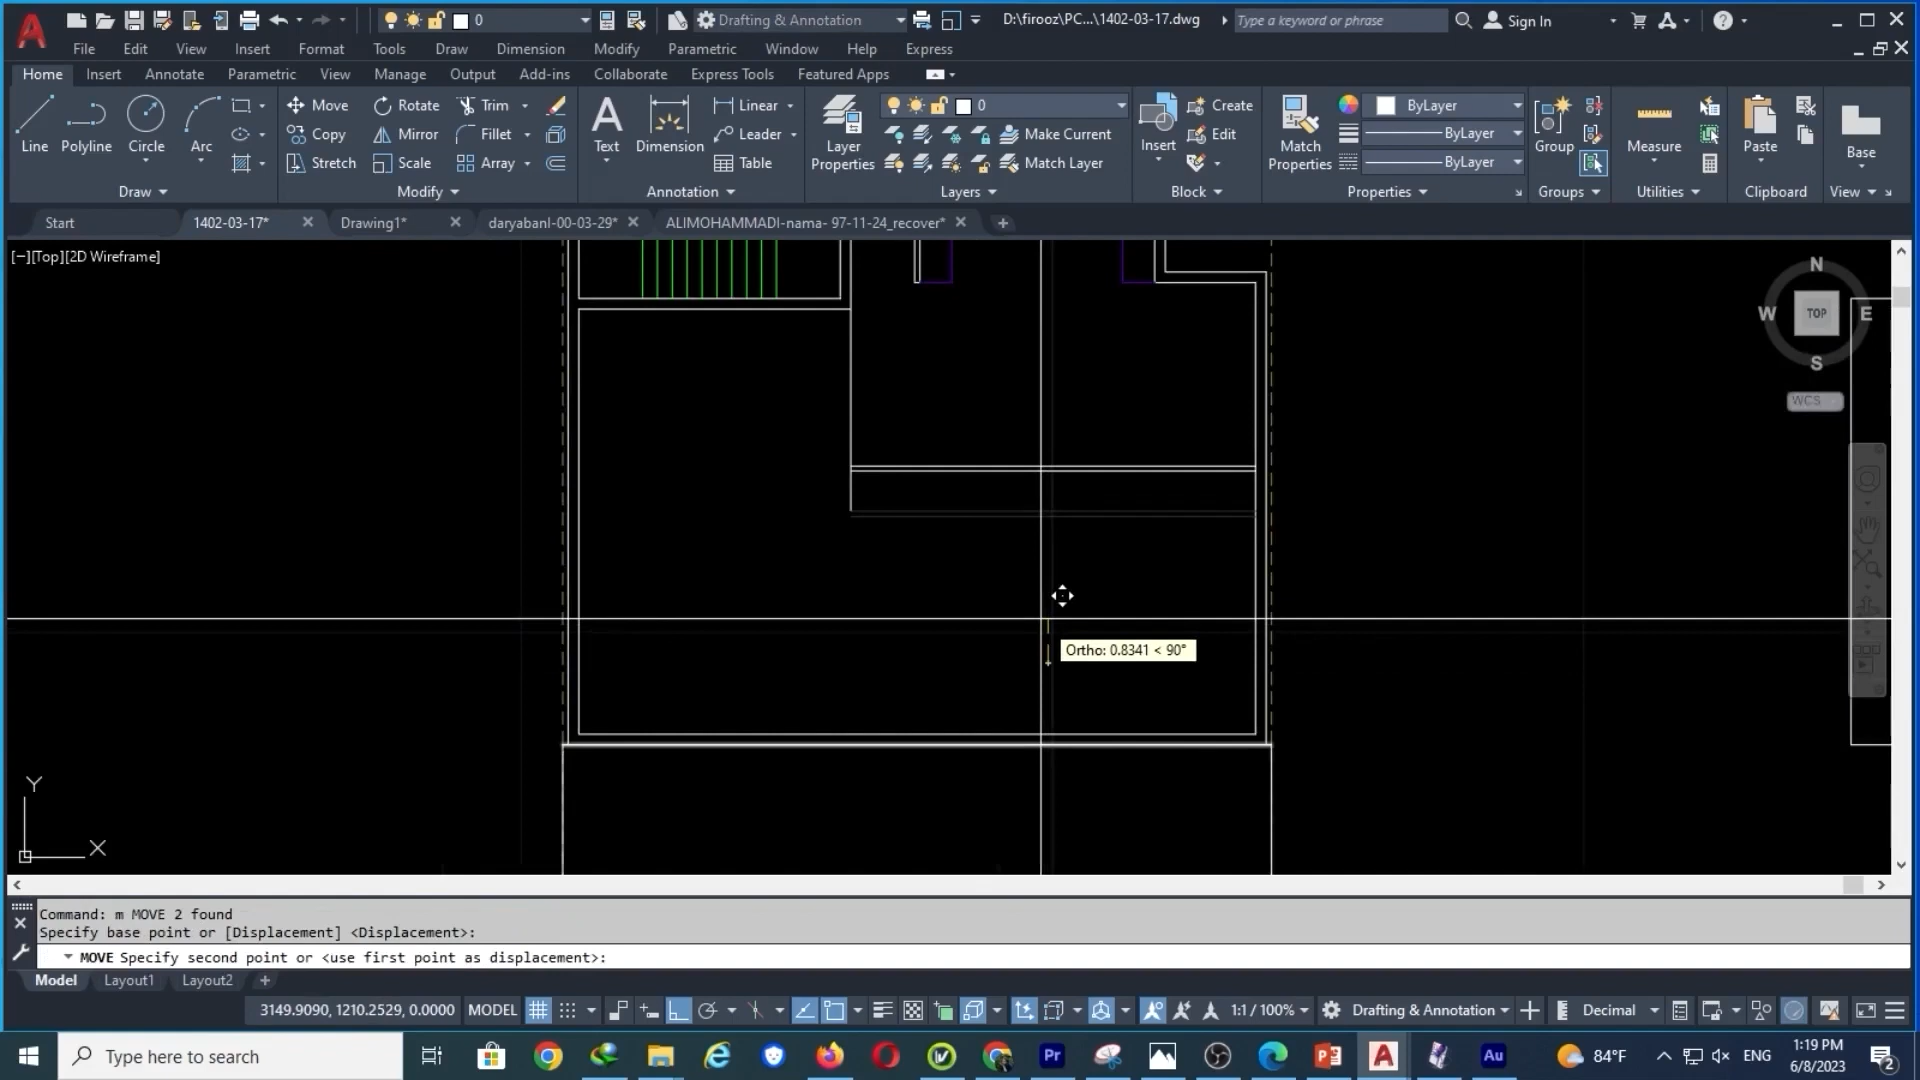 0
Drafting & Annotation
D:\firooz\PC...\1402-03-17.dwg
Type a keyword or phrase
Sign In
File Edit View Insert Format Tools Draw Dimension Modify Parametric Window Help Express
Home Insert Annotate Parametric View Manage Output Add-ins Collaborate Express Tools Featured Apps
Line Polyline Circle Arc
Move Rotate Trim
Copy Mirror Fillet
Stretch Scale Array
Text Dimension
Linear
Leader
Table
Layer Properties
0
Make Current
Match Layer
Insert
Create
Edit
Match Properties
ByLayer
ByLayer
ByLayer
Group
Measure
Paste
Base
Draw Modify Annotation Layers Block Properties Groups Utilities Clipboard View
Start 1402-03-17* Drawing1* daryabanI-00-03-29* ALIMOHAMMADI-nama- 97-11-24_recover*
[−][Top][2D Wireframe]
N
W TOP E
S
WCS
Ortho: 0.8341 < 90°
Y
X
Command: m MOVE 2 found
Specify base point or [Displacement] <Displacement>:
MOVE Specify second point or <use first point as displacement>:
Model Layout1 Layout2
3149.9090, 1210.2529, 0.0000 MODEL 1:1 / 100% Drafting & Annotation Decimal
Type here to search
Pr
Au
84°F
ENG
1:19 PM
6/8/2023
2